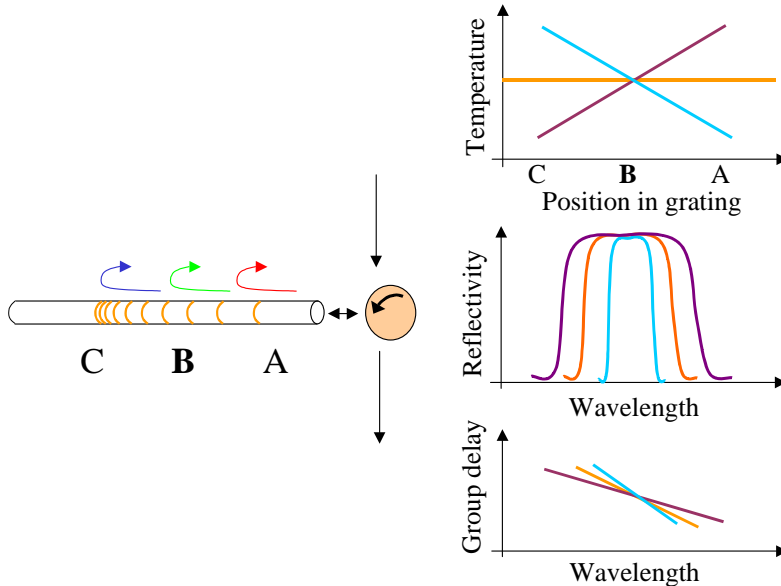 Temperature
C B A
Position in grating
Reflectivity
Wavelength
C B A
Group delay
Wavelength